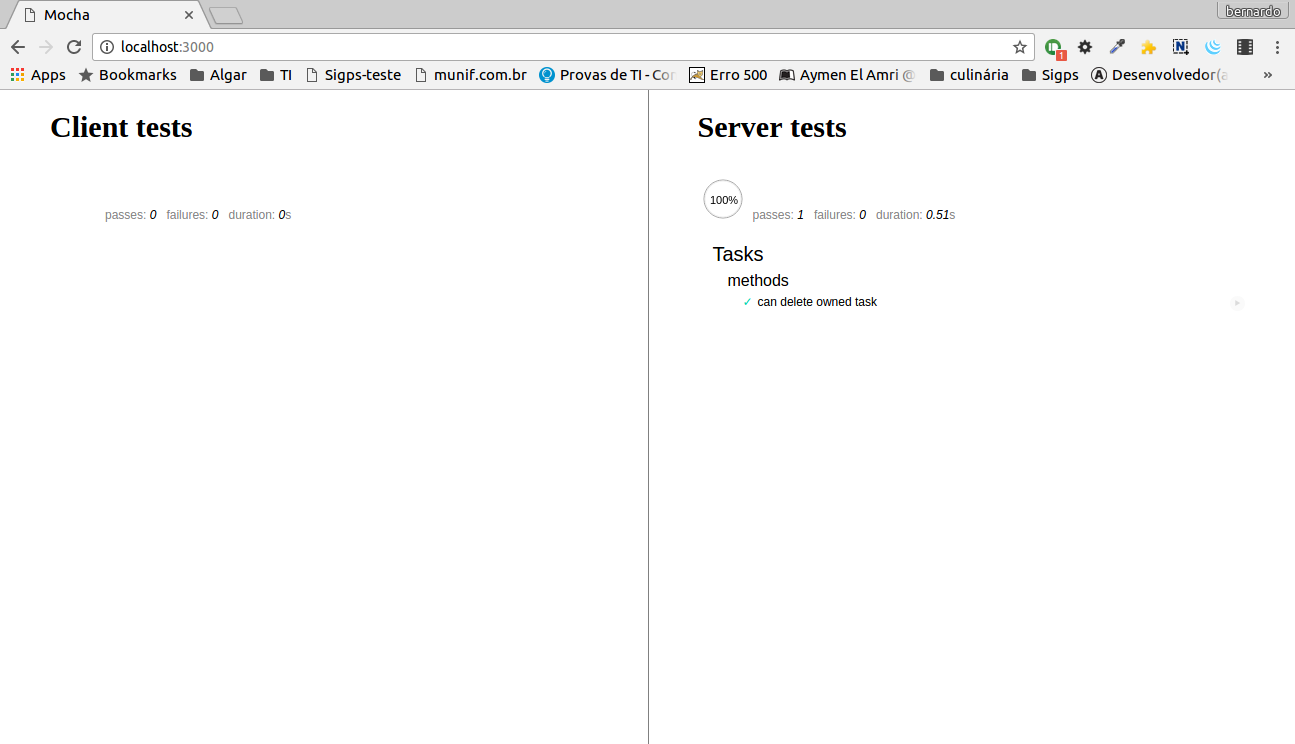 Mocha
bernardo
localhost:3000
1
Apps Bookmarks Algar TI Sigps-teste munif.com.br Provas de TI - Cor Erro 500 Aymen El Amri @ culinária Sigps Desenvolvedor(a »
Client tests
passes: 0 failures: 0 duration: 0s
Server tests
100%
passes: 1 failures: 0 duration: 0.51s
Tasks
methods
✓ can delete owned task